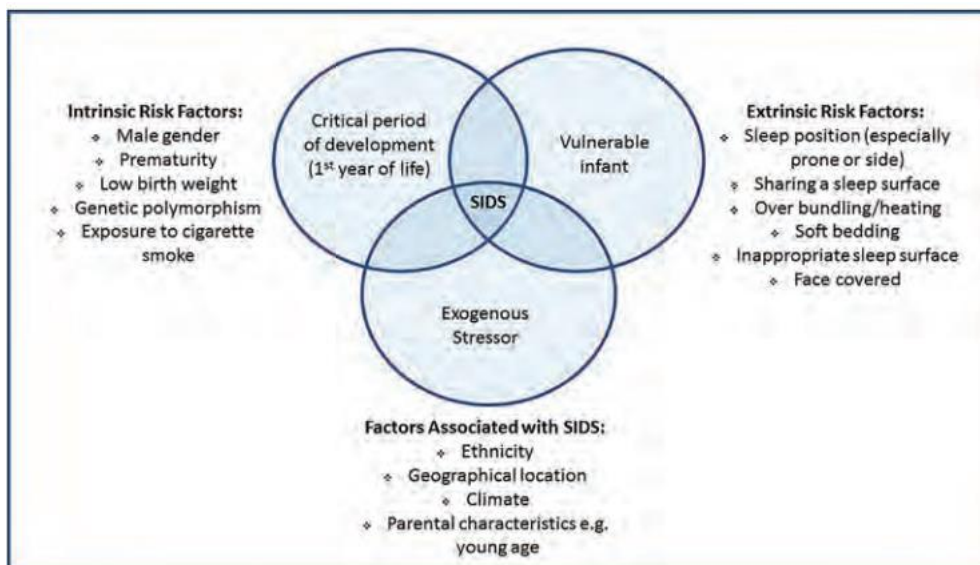 Critical period
of development
(1st year of life)
Vulnerable
infant
SIDS
Exogenous
Stressor
Intrinsic Risk Factors:
❖ Male gender
❖ Prematurity
❖ Low birth weight
❖ Genetic polymorphism
❖ Exposure to cigarette
smoke
Extrinsic Risk Factors:
❖ Sleep position (especially
prone or side)
❖ Sharing a sleep surface
❖ Over bundling/heating
❖ Soft bedding
❖ Inappropriate sleep surface
❖ Face covered
Factors Associated with SIDS:
❖ Ethnicity
❖ Geographical location
❖ Climate
❖ Parental characteristics e.g.
young age